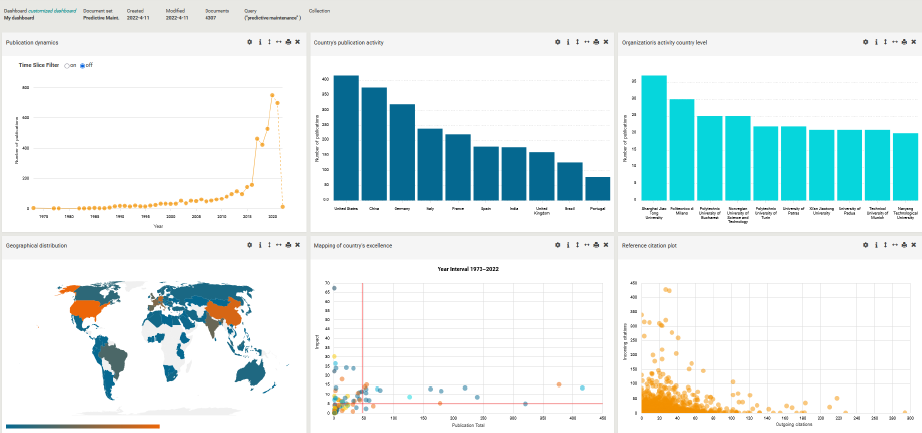 Dashboard customized dashboard
My dashboard
Document set
Predictive Maint.
Created
2022-4-11
Modified
2022-4-11
Documents
4307
Query
("predictive maintenance" )
Collection
Publication dynamics
Time Slice Filter on off
Number of publications
800
600
400
200
0
1970 1975 1980 1985 1990 1995 2000 2005 2010 2015 2020
Year
Country's publication activity
Number of publications
400
350
300
250
200
150
100
50
0.0
United States
China
Germany
Italy
France
Spain
India
United Kingdom
Brazil
Portugal
Organization's activity country level
Number of publications
35
30
25
20
15
10
5
0
Shanghai Jiao Tong University
Politecnico di Milano
Polytechnic University of Bucharest
Norwegian University of Science and Technology
Polytechnic University of Turin
University of Patras
Xi'an Jiaotong University
University of Padua
Technical University of Munich
Nanyang Technological University
Geographical distribution
Mapping of country's excellence
Year Interval 1973–2022
Impact
70
65
60
55
50
45
40
35
30
25
20
15
10
5
0
0 100 150 200 250 300 350 400 450
Publication Total
Reference citation plot
Incoming citations
450
400
350
300
250
200
150
100
50
0
0 20 40 60 80 100 120 140 160 180 200 220 240 260 280 300
Outgoing citations